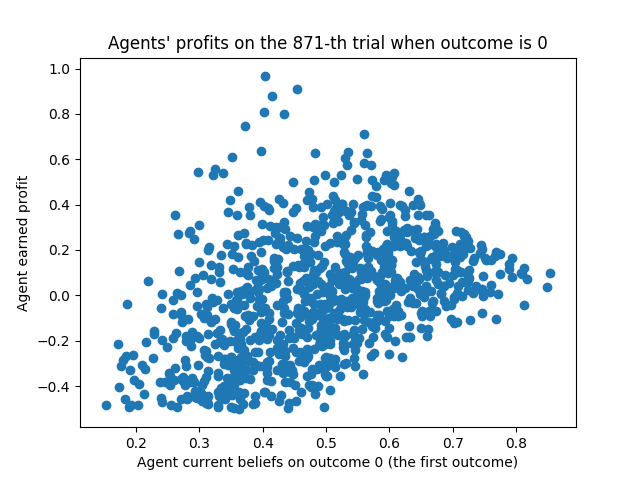 Agents' profits on the 871-th trial when outcome is 0
1.0
0.8
0.6
0.4
0.2
0.0
−0.2
−0.4
Agent earned profit
0.2 0.3 0.4 0.5 0.6 0.7 0.8
Agent current beliefs on outcome 0 (the first outcome)